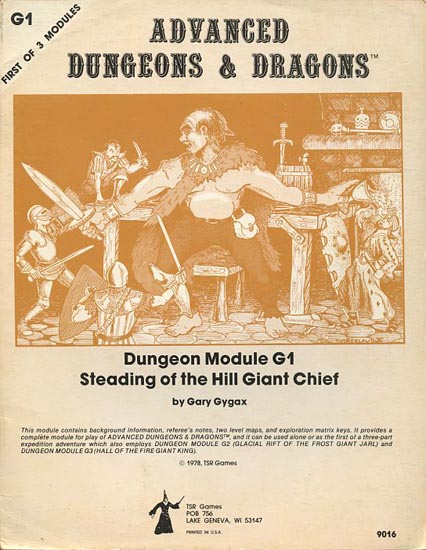 G1
FIRST OF 3 MODULES
ADVANCED
DUNGEONS & DRAGONS™
Dungeon Module G1
Steading of the Hill Giant Chief
by Gary Gygax
This module contains background information, referee's notes, two level maps, and exploration matrix keys. It provides a
complete module for play of ADVANCED DUNGEONS & DRAGONS™, and it can be used alone or as the first of a three-part
expedition adventure which also employs DUNGEON MODULE G2 (GLACIAL RIFT OF THE FROST GIANT JARL) and
DUNGEON MODULE G3 (HALL OF THE FIRE GIANT KING).
© 1978, TSR Games
TSR Games
POB 756
LAKE GENEVA, WI 53147
PRINTED IN U.S.A.
9016